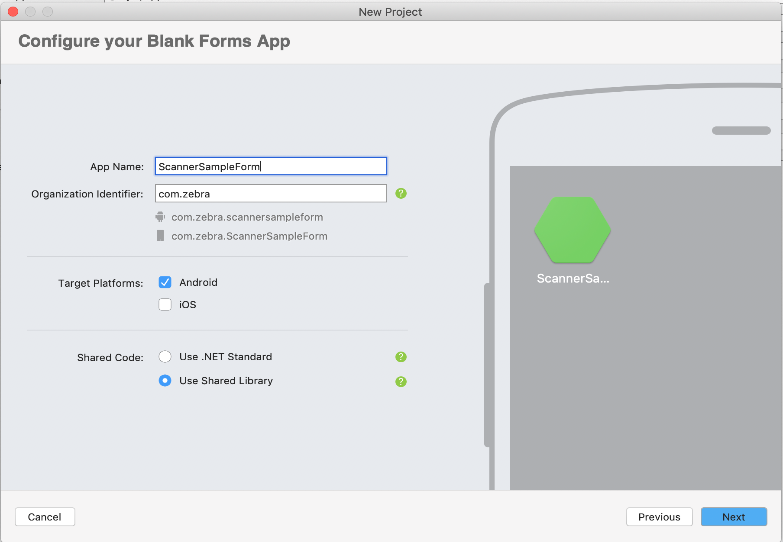 New Project
Configure your Blank Forms App
App Name: ScannerSampleForm
Organization Identifier: com.zebra ?
com.zebra.scannersampleform
com.zebra.ScannerSampleForm
ScannerSa...
Target Platforms: Android
iOS
Shared Code: Use .NET Standard ?
Use Shared Library ?
Cancel Previous Next